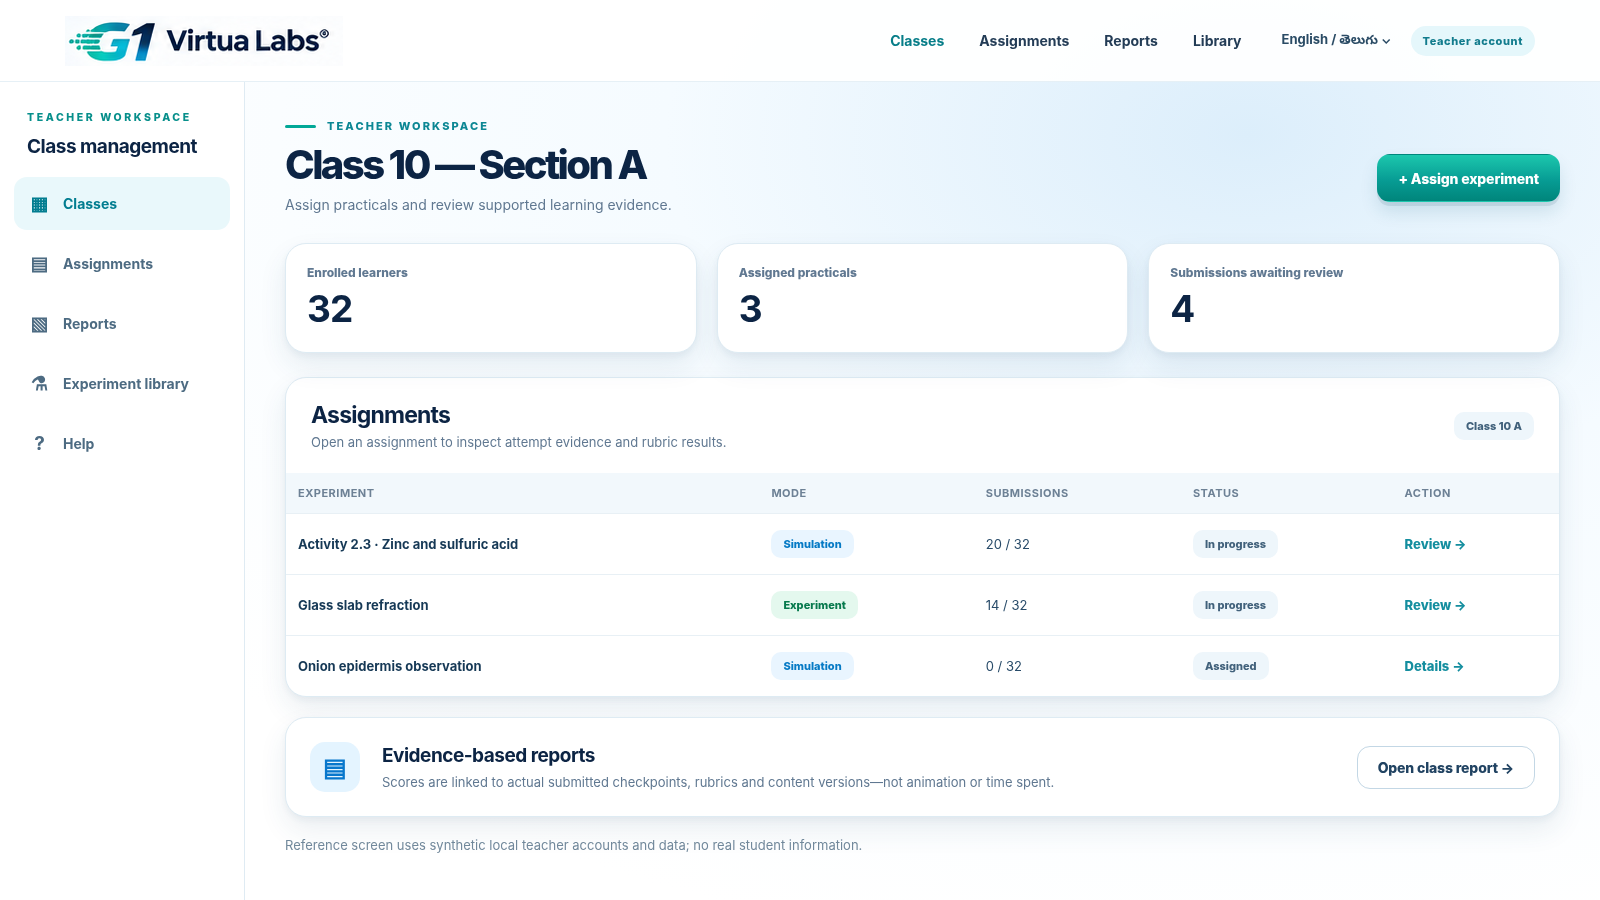 G1 Virtua Labs®
Classes Assignments Reports Library English / తెలుగు Teacher account
TEACHER WORKSPACE
Class management
Classes
Assignments
Reports
Experiment library
? Help
TEACHER WORKSPACE
Class 10 — Section A
Assign practicals and review supported learning evidence.
+ Assign experiment
Enrolled learners
32
Assigned practicals
3
Submissions awaiting review
4
Assignments
Open an assignment to inspect attempt evidence and rubric results.
Class 10 A
EXPERIMENT MODE SUBMISSIONS STATUS ACTION
Activity 2.3 · Zinc and sulfuric acid Simulation 20 / 32 In progress Review →
Glass slab refraction Experiment 14 / 32 In progress Review →
Onion epidermis observation Simulation 0 / 32 Assigned Details →
Evidence-based reports
Scores are linked to actual submitted checkpoints, rubrics and content versions—not animation or time spent.
Open class report →
Reference screen uses synthetic local teacher accounts and data; no real student information.